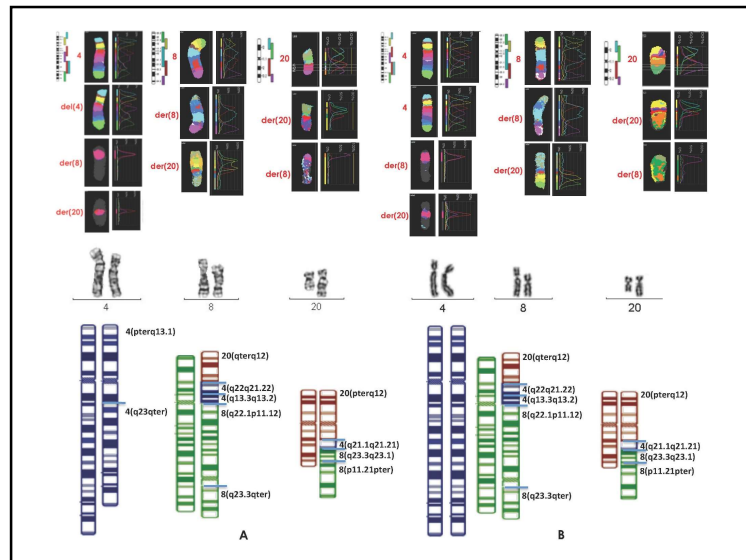 4
8
20
del(4)
der(8)
der(20)
der(8)
der(20)
der(20)
der(8)
4
8
20
4(pterq13.1)
4(q23qter)
20(qterq12)
4(q22q21.22)
4(q13.3q13.2)
8(q22.1p11.12)
8(q23.3qter)
20(pterq12)
4(q21.1q21.21)
8(q23.3q23.1)
8(p11.21pter)
A
4
8
20
4
der(8)
der(20)
der(8)
der(20)
der(20)
der(8)
4
8
20
20(qterq12)
4(q22q21.22)
4(q13.3q13.2)
8(q22.1p11.12)
8(q23.3qter)
20(pterq12)
4(q21.1q21.21)
8(q23.3q23.1)
8(p11.21pter)
B